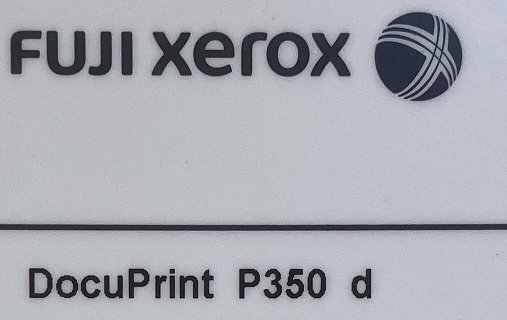 FUJI xerox
DocuPrint P350 d